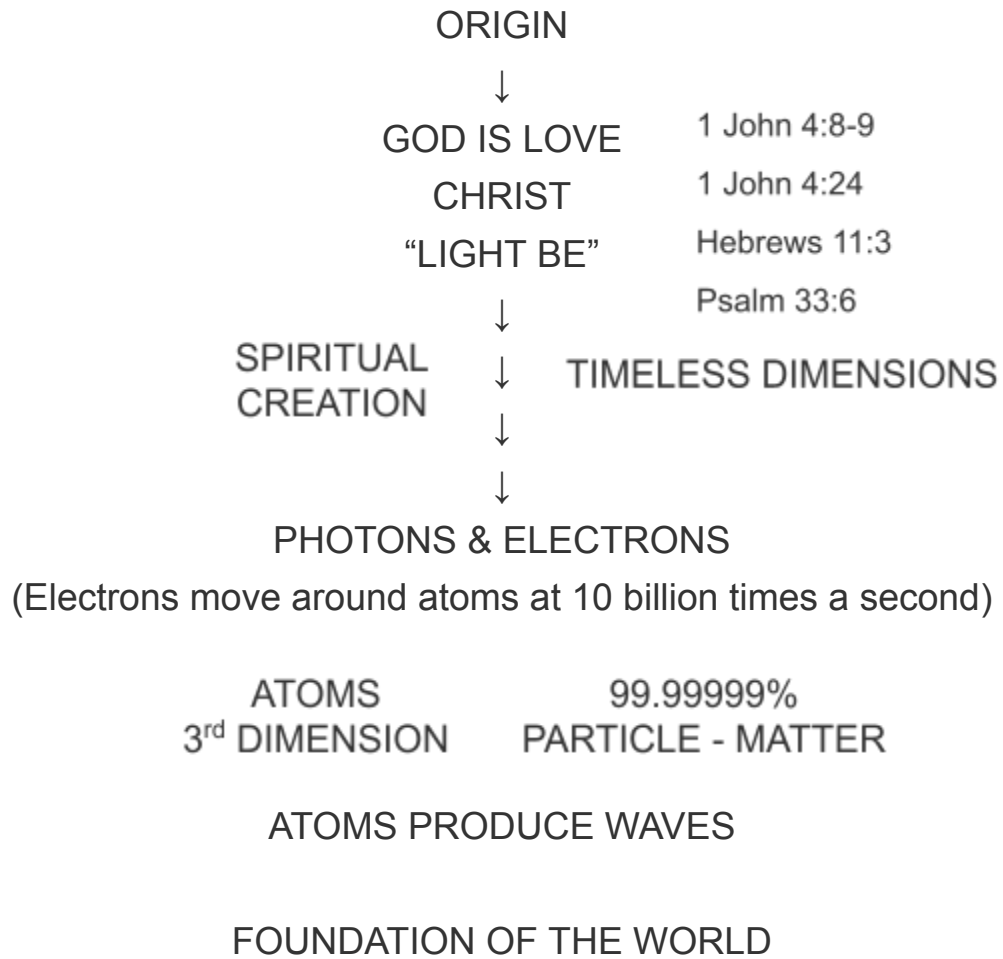 ORIGIN
↓
GOD IS LOVE
1 John 4:8-9
CHRIST
1 John 4:24
“LIGHT BE”
Hebrews 11:3
Psalm 33:6
↓
SPIRITUAL
CREATION
↓
TIMELESS DIMENSIONS
↓
↓
PHOTONS & ELECTRONS
(Electrons move around atoms at 10 billion times a second)
ATOMS
3rd DIMENSION
99.99999%
PARTICLE - MATTER
ATOMS PRODUCE WAVES
FOUNDATION OF THE WORLD